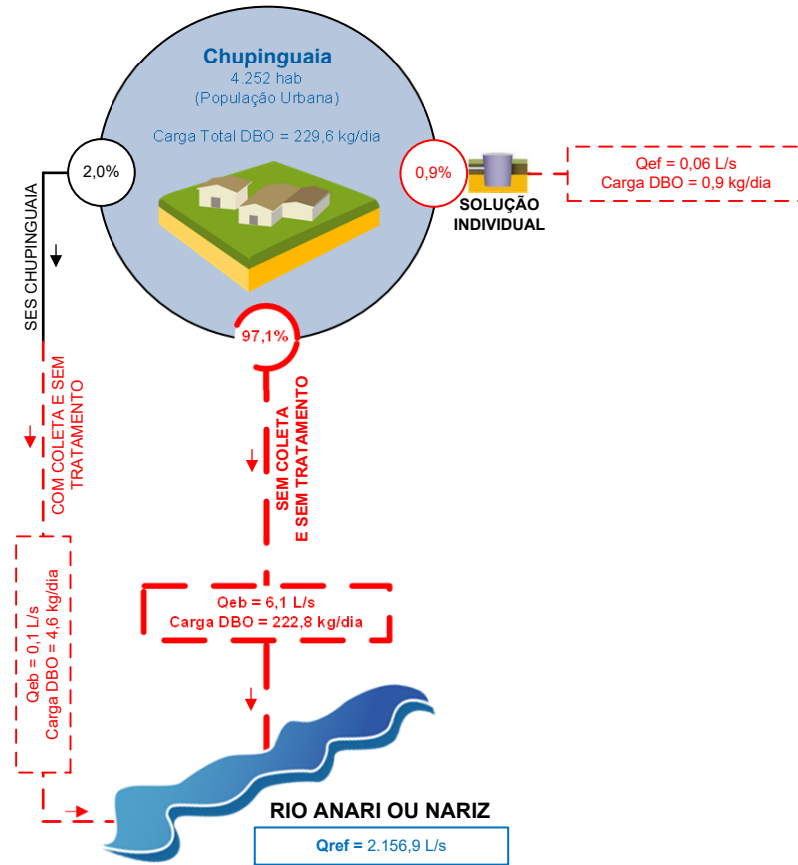 Chupinguaia
4.252 hab
(População Urbana)
Carga Total DBO = 229,6 kg/dia
2,0%
0,9%
SOLUÇÃO
INDIVIDUAL
Qef = 0,06 L/s
Carga DBO = 0,9 kg/dia
97,1%
SES CHUPINGUAIA
COM COLETA E SEM
TRATAMENTO
SEM COLETA
E SEM TRATAMENTO
Qeb = 0,1 L/s
Carga DBO = 4,6 kg/dia
Qeb = 6,1 L/s
Carga DBO = 222,8 kg/dia
RIO ANARI OU NARIZ
Qref = 2.156,9 L/s